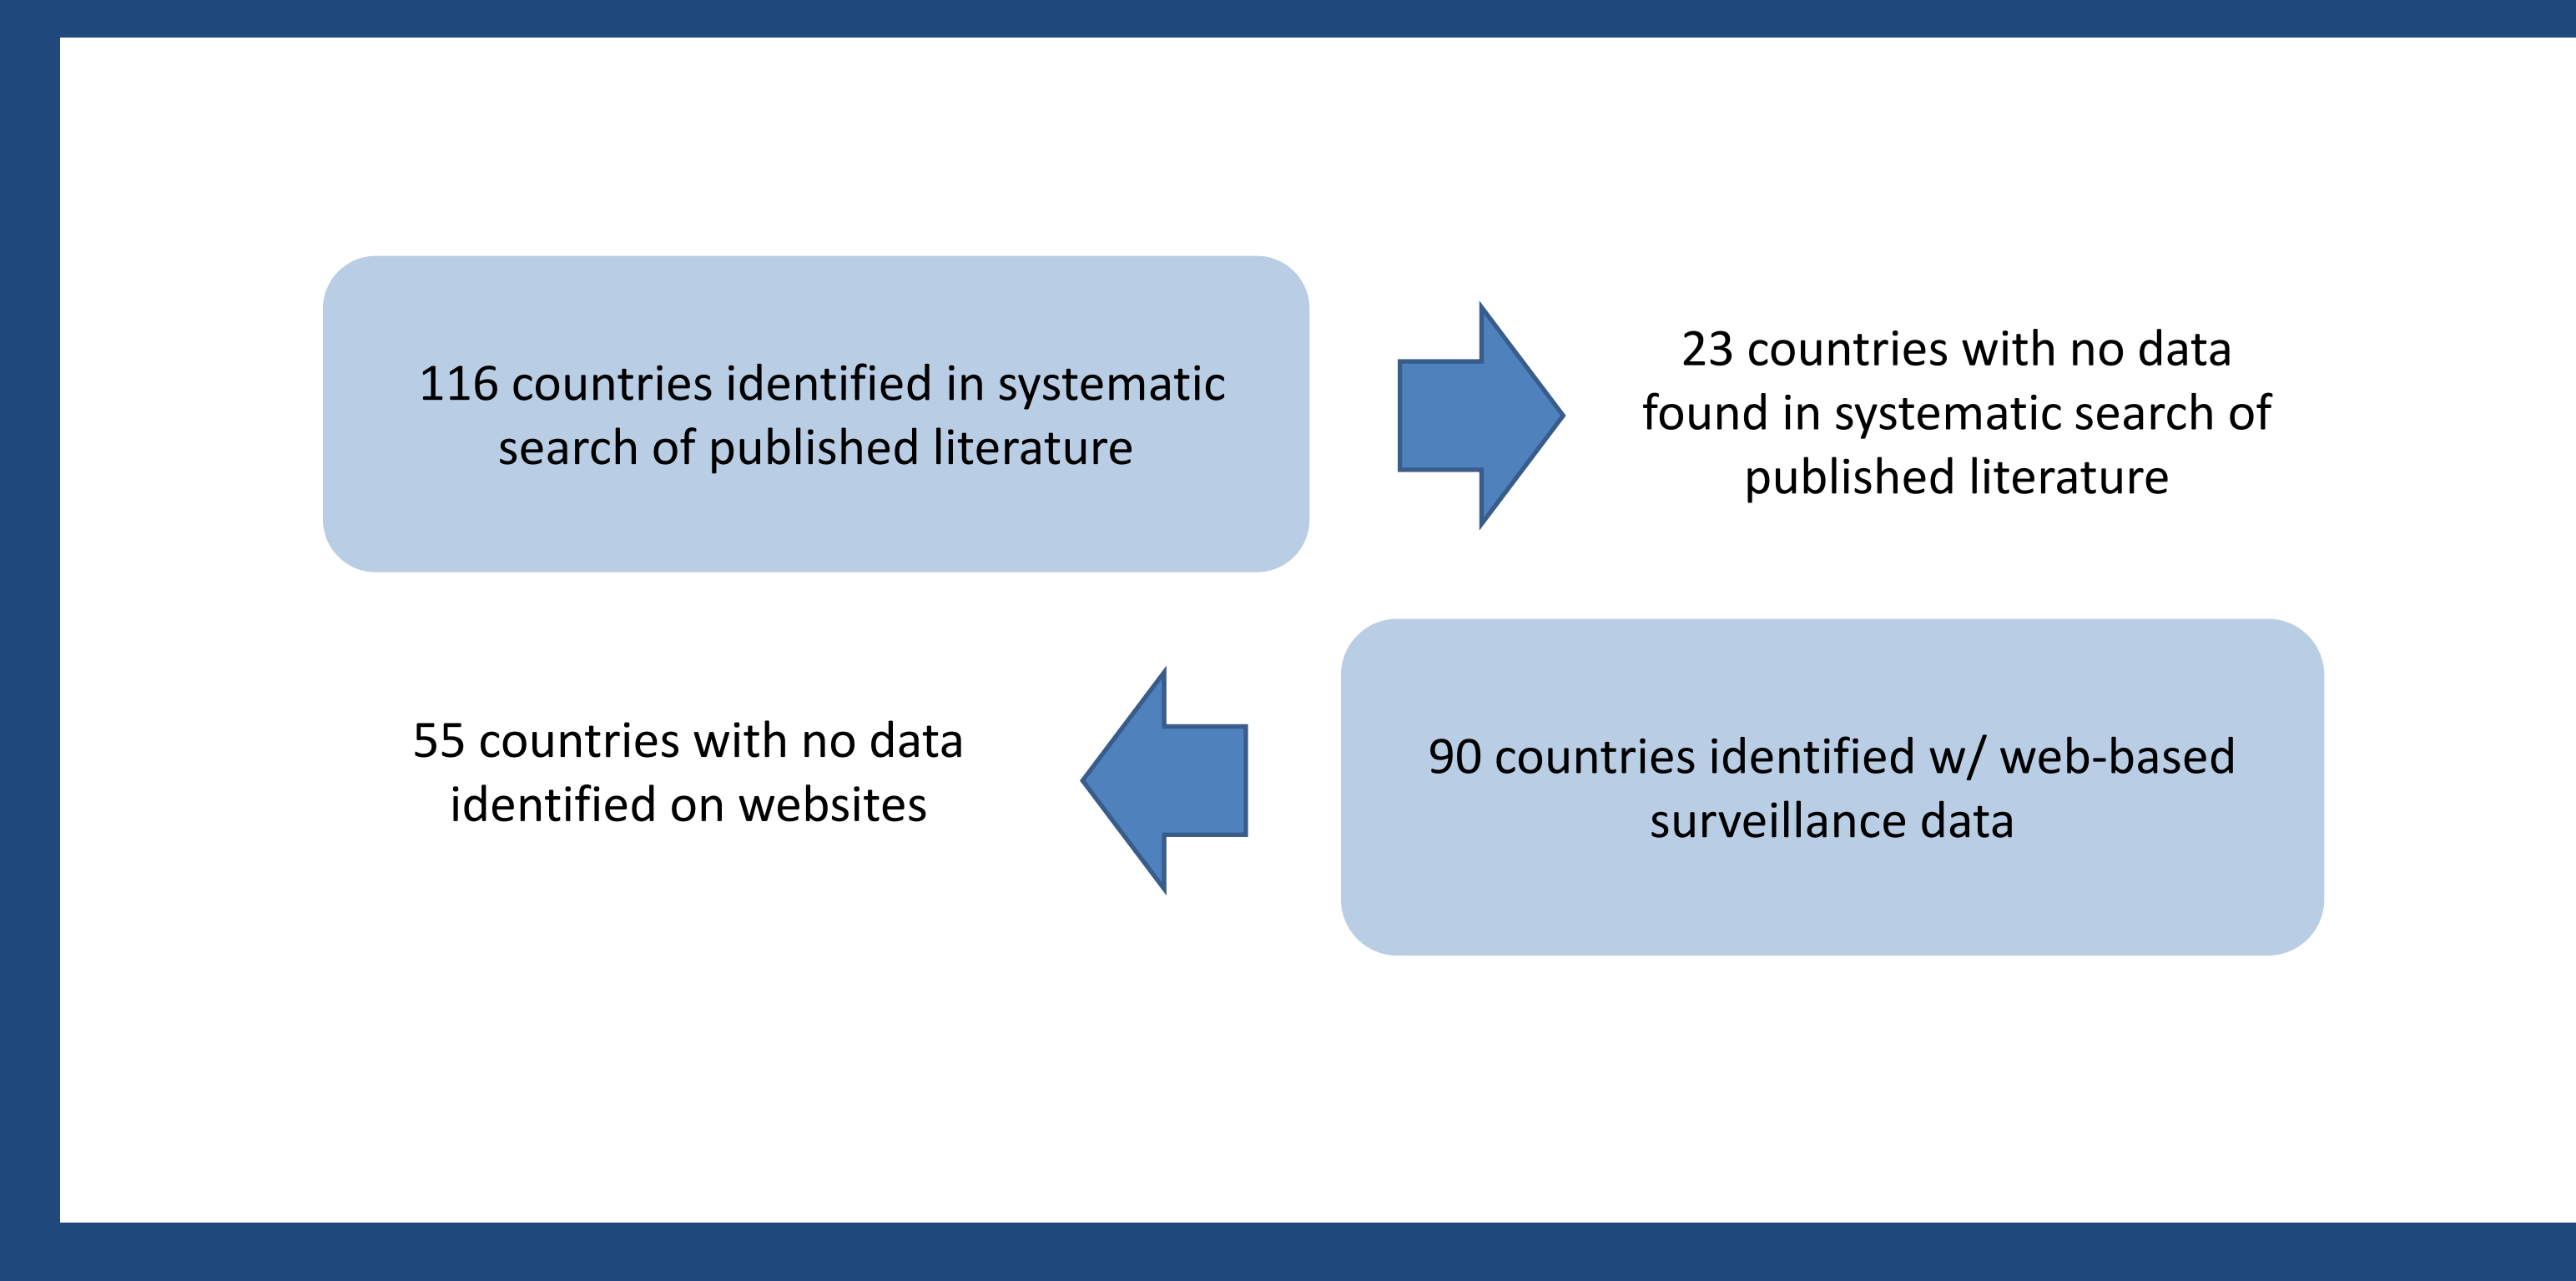 116 countries identified in systematic
search of published literature
23 countries with no data
found in systematic search of
published literature
55 countries with no data
identified on websites
90 countries identified w/ web-based
surveillance data